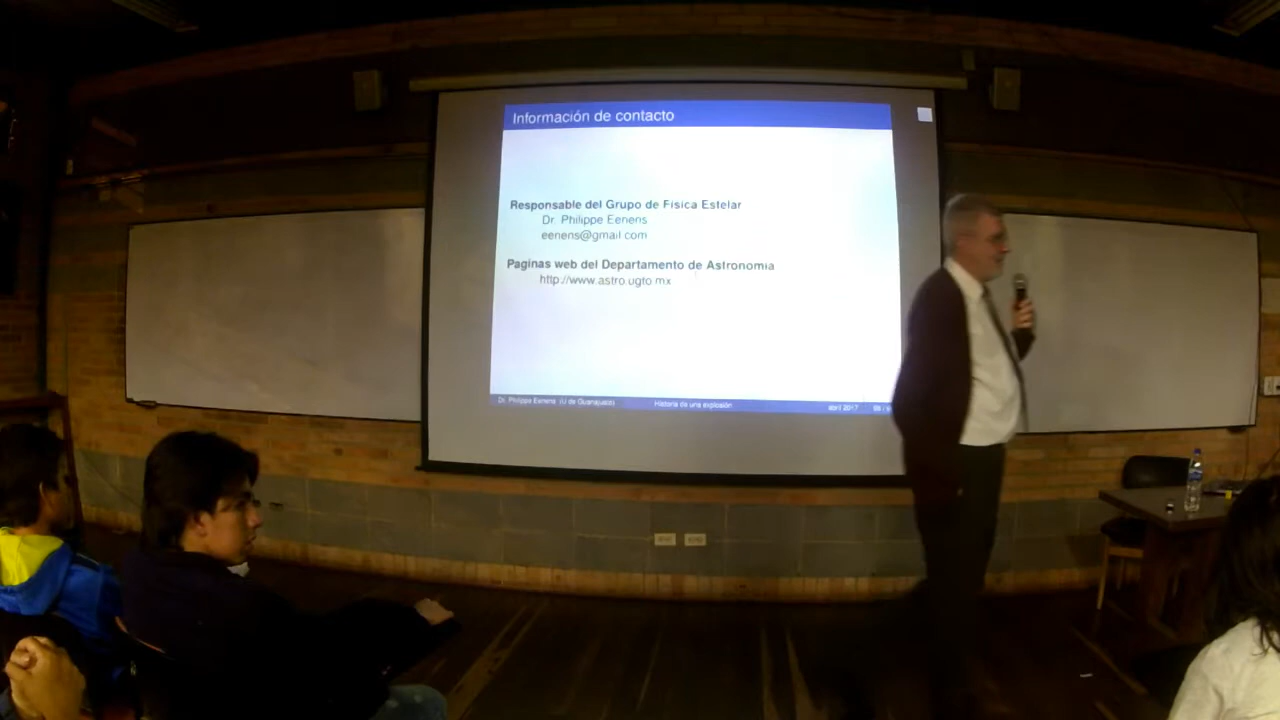 Información de contacto
Responsable del Grupo de Física Estelar
Dr. Philippe Eenens
eenens@gmail.com
Paginas web del Departamento de Astronomia
http://www.astro.ugto.mx
Dr. Philippe Eenens (U de Guanajuato) Historia de una explosión abril 2017